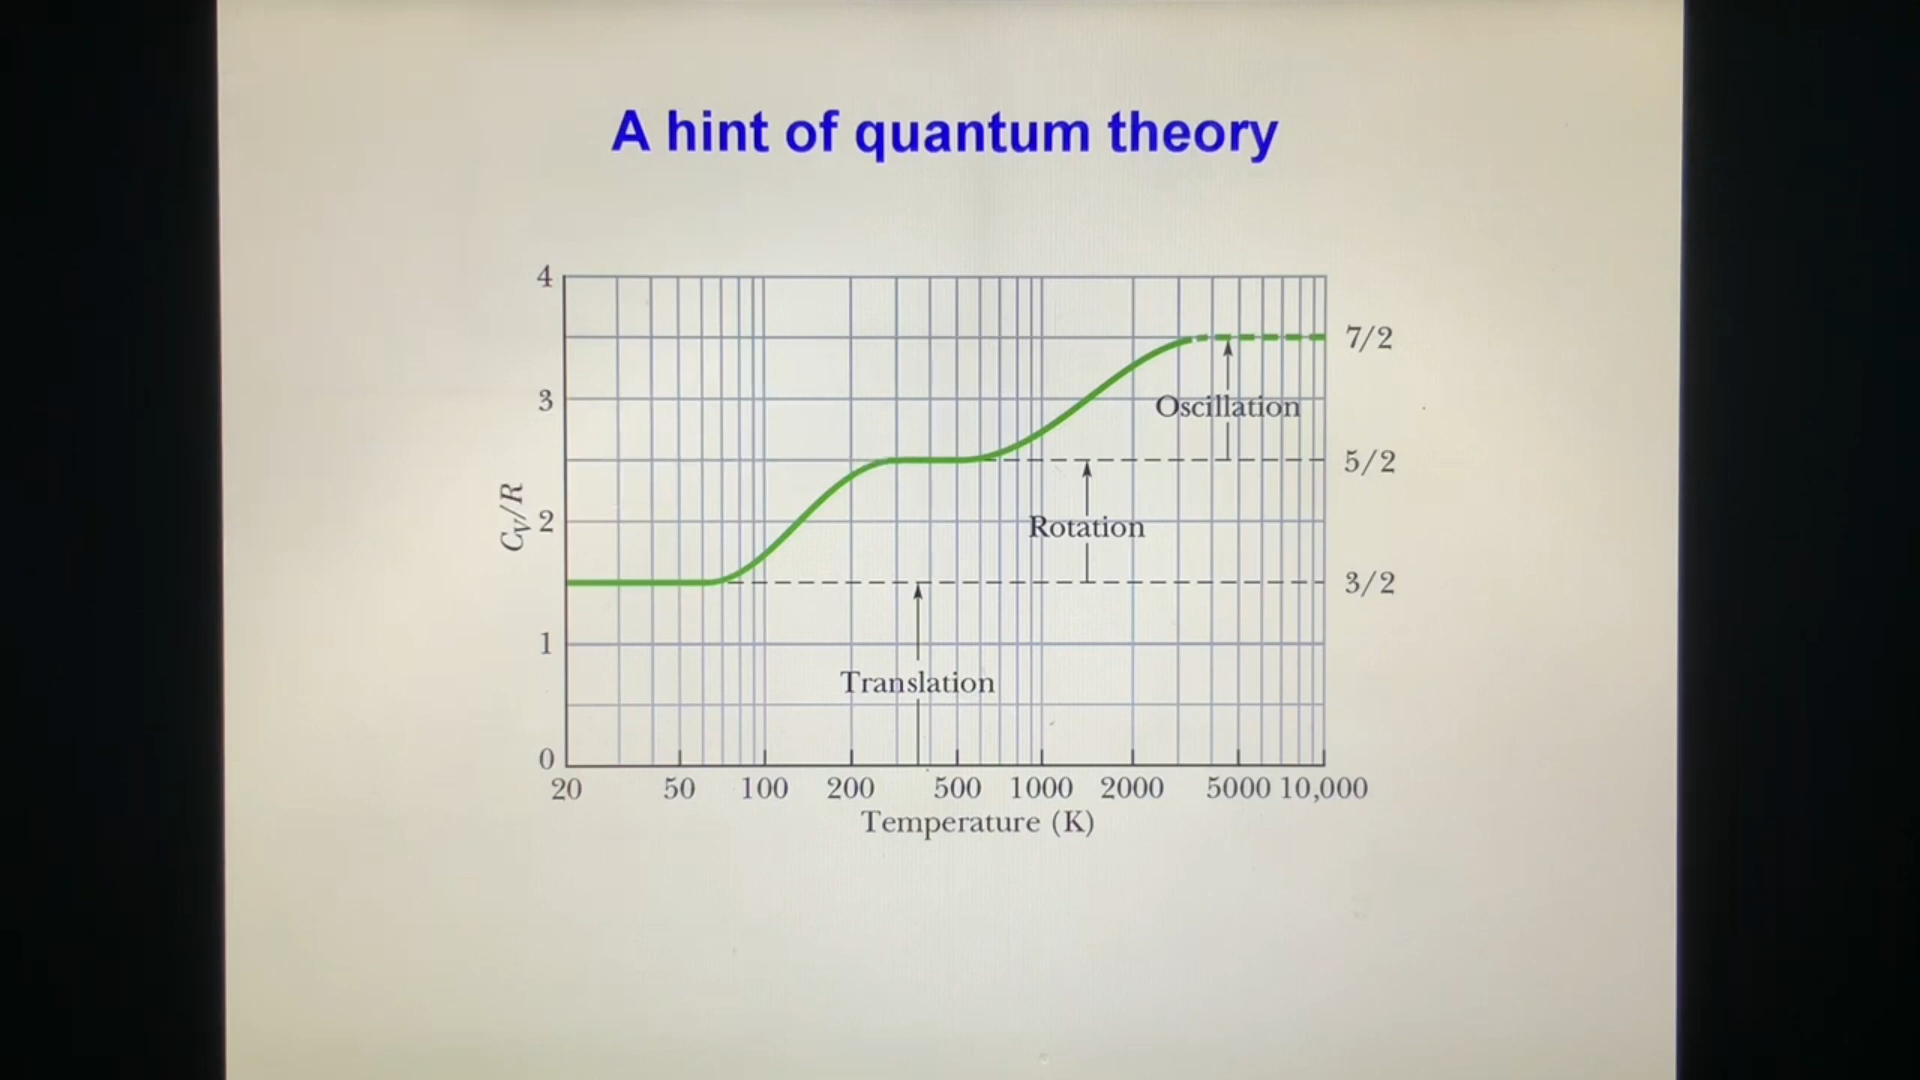 A hint of quantum theory
4
7/2
3
Oscillation
5/2
C_V/R
2
Rotation
3/2
1
Translation
0
20 50 100 200 500 1000 2000 5000 10,000
Temperature (K)